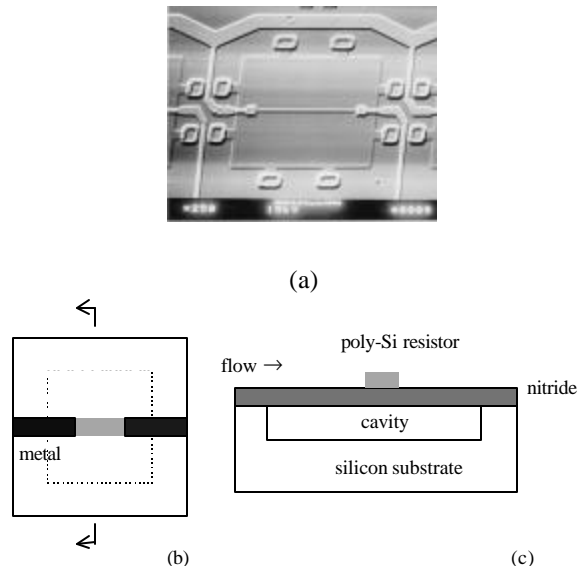 (a)
poly-Si resistor
flow →
nitride
cavity
metal
silicon substrate
(b)
(c)